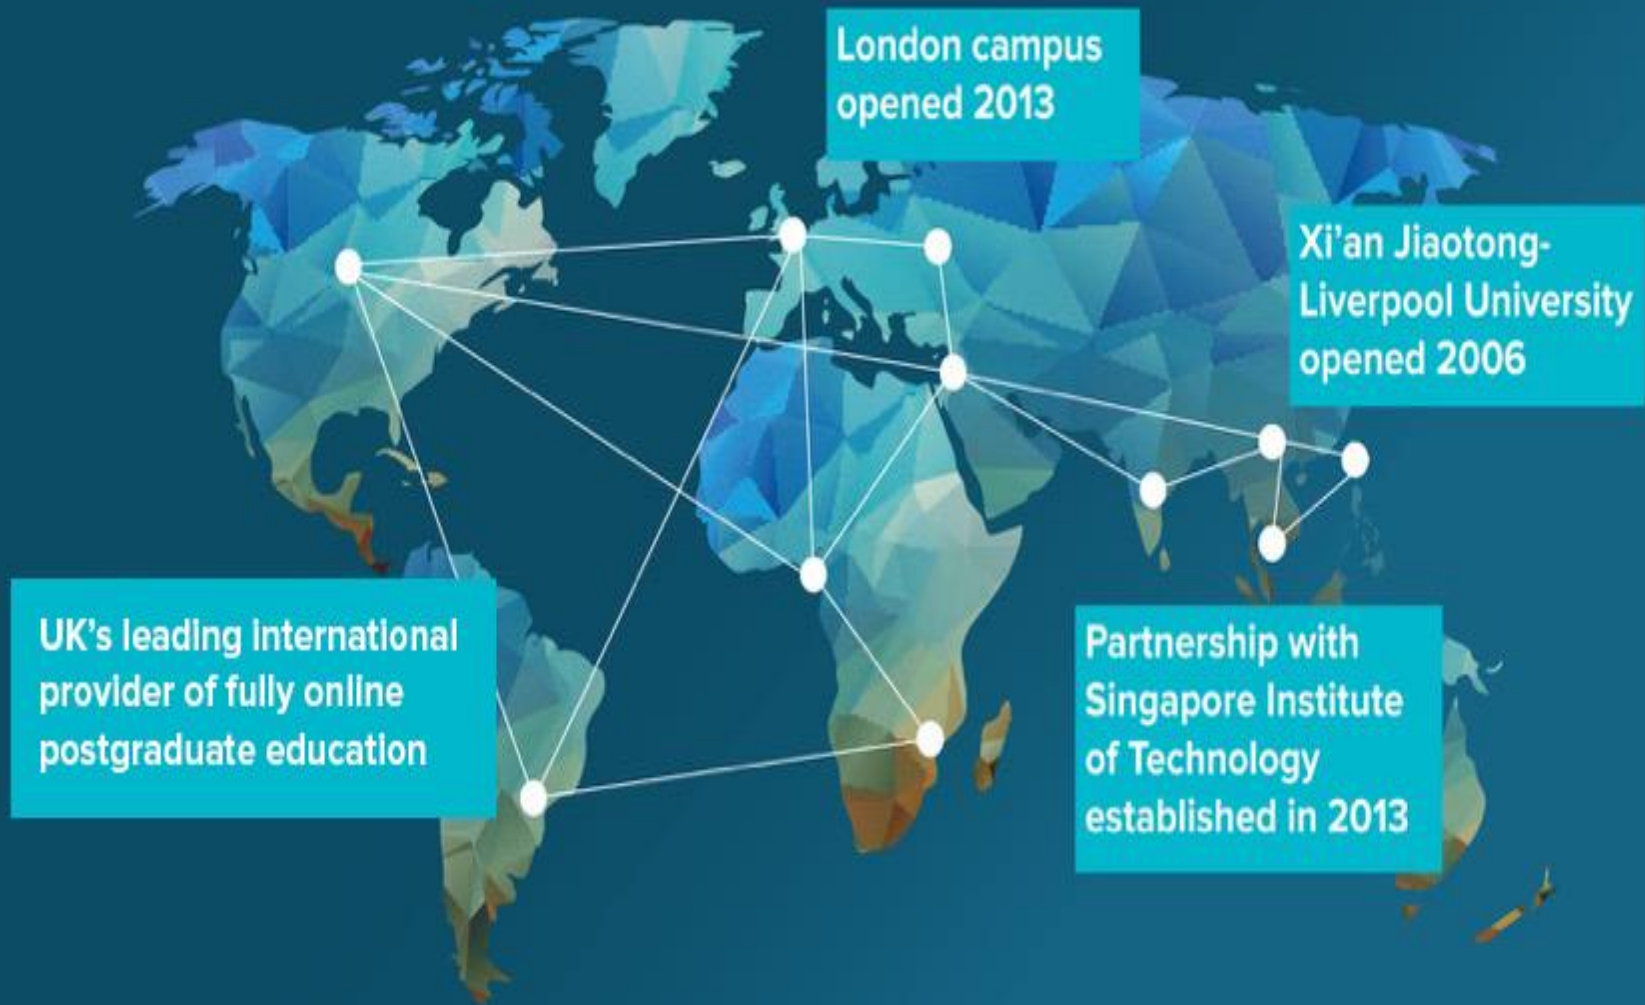 London campus
opened 2013
Xi'an Jiaotong-
Liverpool University
opened 2006
UK's leading international
provider of fully online
postgraduate education
Partnership with
Singapore Institute
of Technology
established in 2013